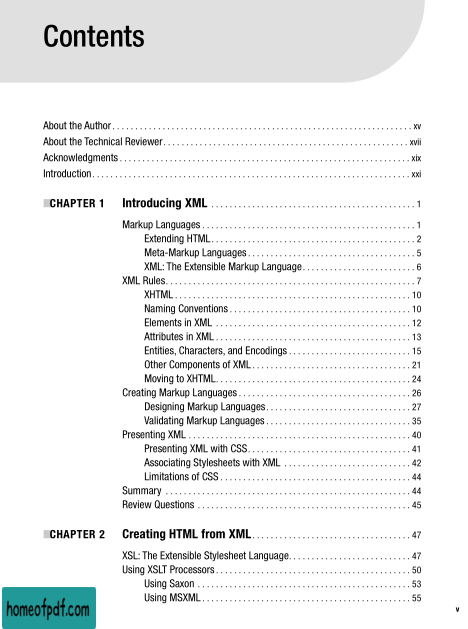 Contents
About the Author . . . . . . . . . . . . . . . . . . . . . . . . . . . . . . xv
About the Technical Reviewer . . . . . . . . . . . . . . . . . . . . . . . . . xvii
Acknowledgments . . . . . . . . . . . . . . . . . . . . . . . . . . . . . . xix
Introduction . . . . . . . . . . . . . . . . . . . . . . . . . . . . . . . . xxi
■CHAPTER 1 Introducing XML . . . . . . . . . . . . . . . . . . . . . . . . 1
Markup Languages . . . . . . . . . . . . . . . . . . . . . . . . . . . . 1
Extending HTML . . . . . . . . . . . . . . . . . . . . . . . . . . . . 2
Meta-Markup Languages . . . . . . . . . . . . . . . . . . . . . . . . 5
XML: The Extensible Markup Language . . . . . . . . . . . . . . . . . 6
XML Rules . . . . . . . . . . . . . . . . . . . . . . . . . . . . . . . 7
XHTML . . . . . . . . . . . . . . . . . . . . . . . . . . . . . . . . 10
Naming Conventions . . . . . . . . . . . . . . . . . . . . . . . . . . 10
Elements in XML . . . . . . . . . . . . . . . . . . . . . . . . . . . 12
Attributes in XML . . . . . . . . . . . . . . . . . . . . . . . . . . 13
Entities, Characters, and Encodings . . . . . . . . . . . . . . . . . 15
Other Components of XML . . . . . . . . . . . . . . . . . . . . . . . 21
Moving to XHTML . . . . . . . . . . . . . . . . . . . . . . . . . . . 24
Creating Markup Languages . . . . . . . . . . . . . . . . . . . . . . . 26
Designing Markup Languages . . . . . . . . . . . . . . . . . . . . . . 27
Validating Markup Languages . . . . . . . . . . . . . . . . . . . . . 35
Presenting XML . . . . . . . . . . . . . . . . . . . . . . . . . . . . 40
Presenting XML with CSS . . . . . . . . . . . . . . . . . . . . . . . 41
Associating Stylesheets with XML . . . . . . . . . . . . . . . . . . 42
Limitations of CSS . . . . . . . . . . . . . . . . . . . . . . . . . 44
Summary . . . . . . . . . . . . . . . . . . . . . . . . . . . . . . . 44
Review Questions . . . . . . . . . . . . . . . . . . . . . . . . . . . 45
■CHAPTER 2 Creating HTML from XML . . . . . . . . . . . . . . . . . . . 47
XSL: The Extensible Stylesheet Language . . . . . . . . . . . . . . . . 47
Using XSLT Processors . . . . . . . . . . . . . . . . . . . . . . . . . 50
Using Saxon . . . . . . . . . . . . . . . . . . . . . . . . . . . . . 53
Using MSXML . . . . . . . . . . . . . . . . . . . . . . . . . . . . . 55
homeofpdf.com
v